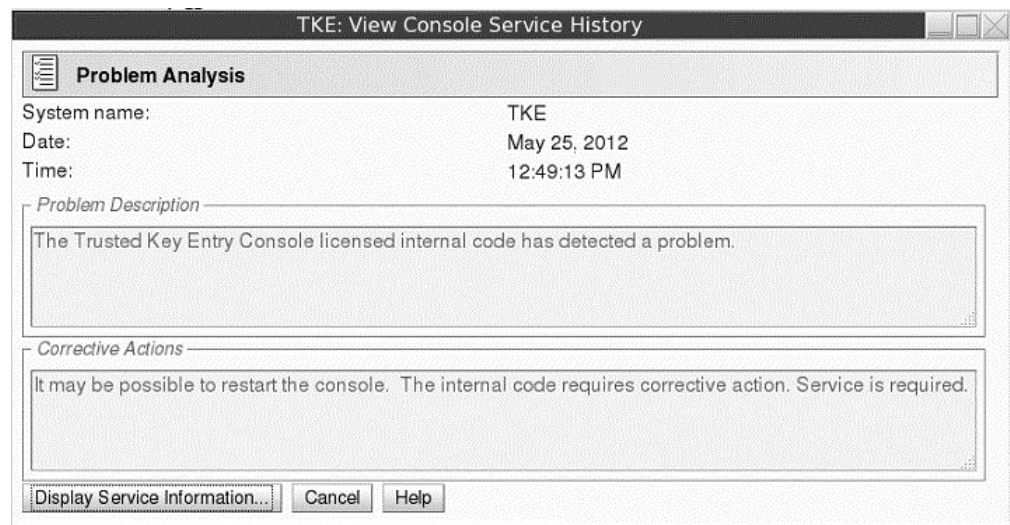 TKE: View Console Service History
Problem Analysis
System name: TKE
Date: May 25, 2012
Time: 12:49:13 PM
Problem Description
The Trusted Key Entry Console licensed internal code has detected a problem.
Corrective Actions
It may be possible to restart the console.  The internal code requires corrective action. Service is required.
Display Service Information... Cancel Help